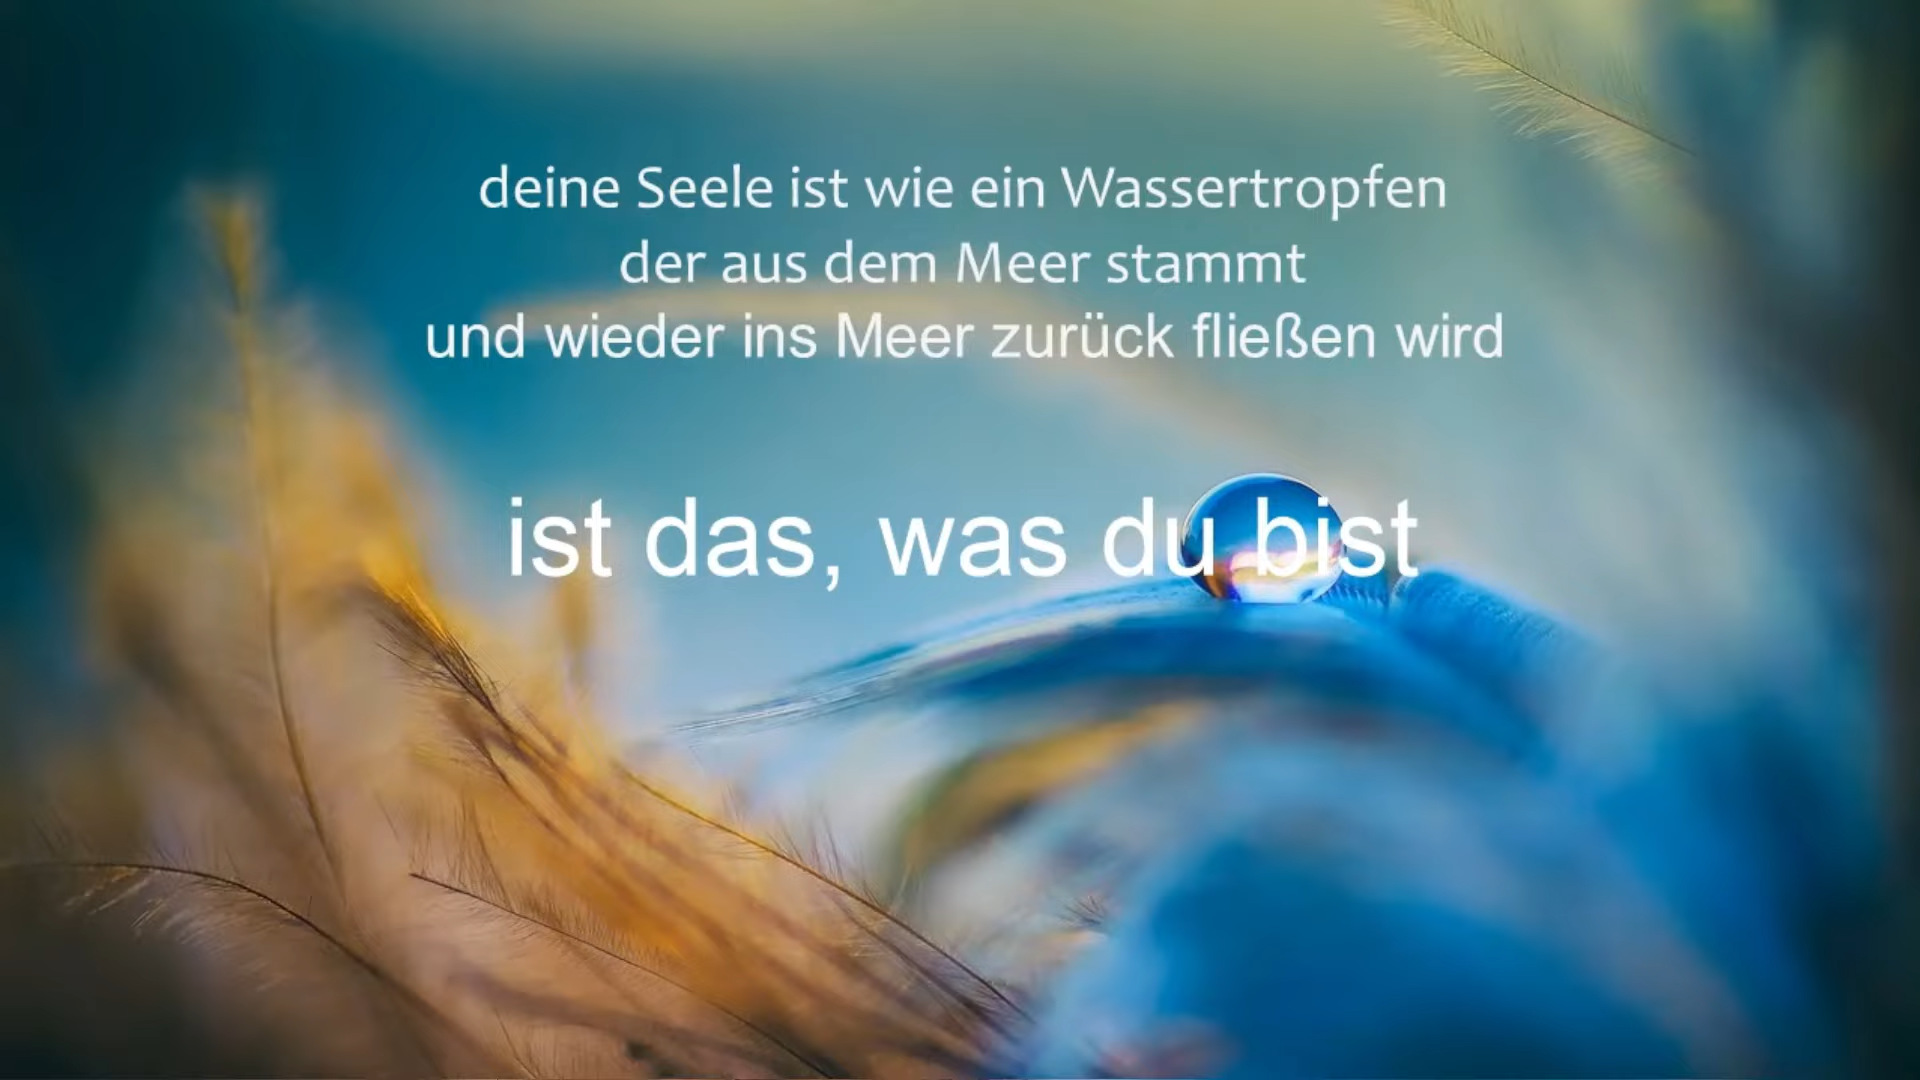 deine Seele ist wie ein Wassertropfen
der aus dem Meer stammt
und wieder ins Meer zurück fließen wird
ist das, was du bist